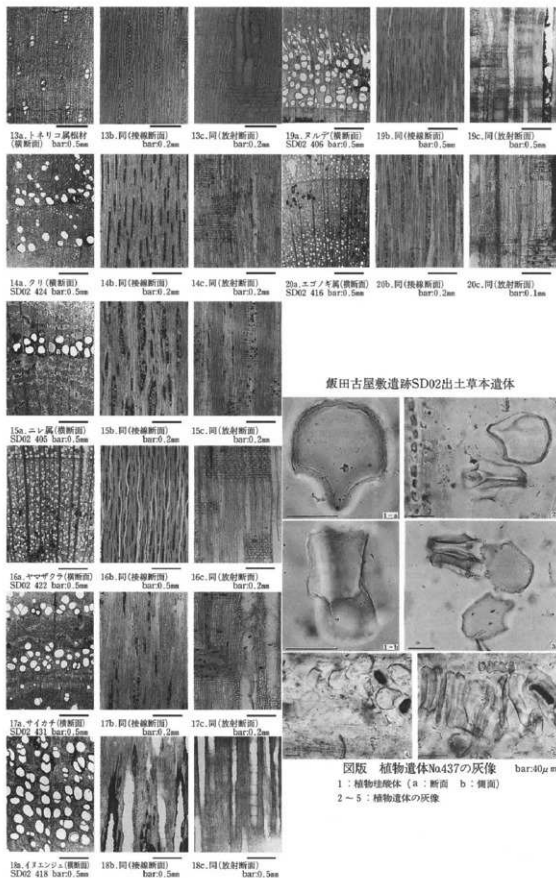 13a.トネリコ属根材
(横断面) bar:0.5mm
13b.同(接線断面)
bar:0.2mm
13c.同(放射断面)
bar:0.2mm
19a.ヌルデ(横断面)
SD02 406 bar:0.5mm
19b.同(接線断面)
bar:0.5mm
19c.同(放射断面)
bar:0.5mm
14a.クリ(横断面)
SD02 424 bar:0.5mm
14b.同(接線断面)
bar:0.2mm
14c.同(放射断面)
bar:0.2mm
20a.エゴノキ属(横断面)
SD02 416 bar:0.5mm
20b.同(接線断面)
bar:0.2mm
20c.同(放射断面)
bar:0.1mm
15a.ニレ属(横断面)
SD02 405 bar:0.5mm
15b.同(接線断面)
bar:0.2mm
15c.同(放射断面)
bar:0.2mm
16a.ヤマザクラ(横断面)
SD02 422 bar:0.5mm
16b.同(接線断面)
bar:0.2mm
16c.同(放射断面)
bar:0.2mm
17a.サイカチ(横断面)
SD02 431 bar:0.5mm
17b.同(接線断面)
bar:0.2mm
17c.同(放射断面)
bar:0.2mm
18a.イヌエンジュ(横断面)
SD02 418 bar:0.5mm
18b.同(接線断面)
bar:0.5mm
18c.同(放射断面)
bar:0.5mm
飯田古屋敷遺跡SD02出土草本遺体
1-a
1-b
図版 植物遺体No.437の灰像 bar:40μm
1：植物珪酸体（a：断面 b：側面）
2～5：植物遺体の灰像